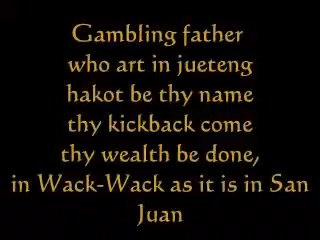 Gambling father
who art in jueteng
hakot be thy name
thy kickback come
thy wealth be done,
in Wack-Wack as it is in San
Juan